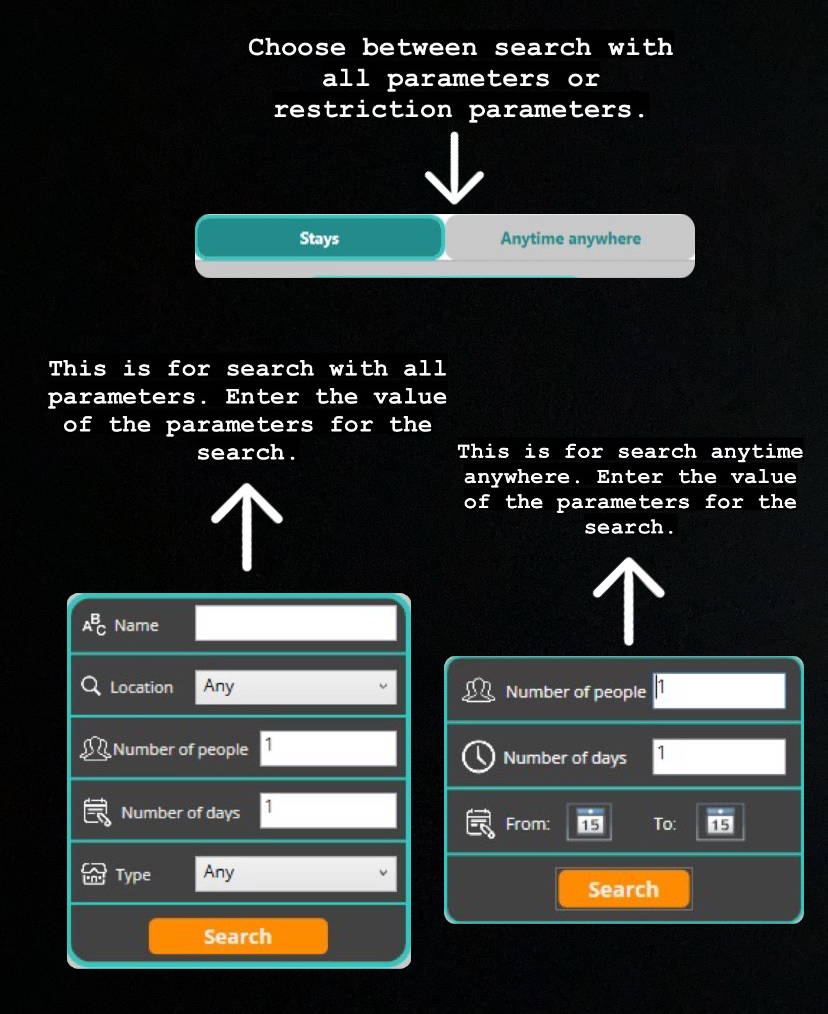 Choose between search with
all parameters or
restriction parameters.
Stays
Anytime anywhere
This is for search with all
parameters. Enter the value
of the parameters for the
search.
This is for search anytime
anywhere. Enter the value
of the parameters for the
search.
ABC Name
Location Any
Number of people 1
Number of days 1
Type Any
Search
Number of people 1
Number of days 1
From: 15 To: 15
Search